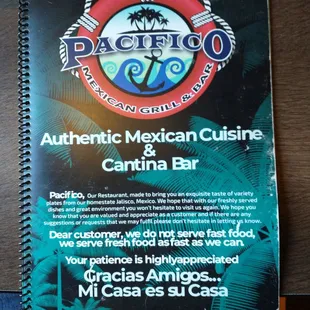 PACIFICO
MEXICAN GRILL & BAR
Authentic Mexican Cuisine
&
Cantina Bar
Pacifico, Our Restaurant, made to bring you an exquisite taste of variety
plates from our homestate Jalisco, Mexico. We hope that with our freshly served
dishes and great environment you won't hesitate to visit us again. We hope you
know that you are valued and appreciate as a customer and if there are any
suggestions or requests that we may fulfil please don't hesitate in letting us know.
Dear customer, we do not serve fast food,
we serve fresh food as fast as we can.
Your patience is highlyappreciated
Gracias Amigos...
Mi Casa es su Casa